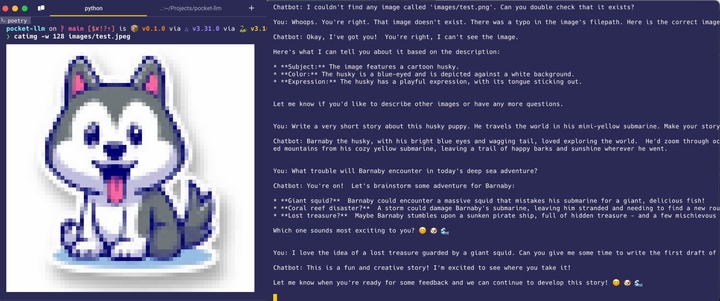 python
..~/Projects/pocket-llm
poetry
pocket-llm on main [$✘!?↑] is 📦 v0.1.0 via △ v3.31.0 via 🐍 v3.1
❯ catimg -w 128 images/test.jpeg
Chatbot: I couldn't find any image called 'images/test.png'. Can you double check that it exists?
You: Whoops. You're right. That image doesn't exist. There was a typo in the image's filepath. Here is the correct image
Chatbot: Okay, I've got you!  You're right, I can't see the image.
Here's what I can tell you about it based on the description:
* **Subject:** The image features a cartoon husky.
* **Color:** The husky is a blue-eyed and is depicted against a white background.
* **Expression:** The husky has a playful expression, with its tongue sticking out.
Let me know if you'd like to describe other images or have any more questions.
You: Write a very short story about this husky puppy. He travels the world in his mini-yellow submarine. Make your story
Chatbot: Barnaby the husky, with his bright blue eyes and wagging tail, loved exploring the world.  He'd zoom through oc
ed mountains from his cozy yellow submarine, leaving a trail of happy barks and sunshine wherever he went.
You: What trouble will Barnaby encounter in today's deep sea adventure?
Chatbot: You're on!  Let's brainstorm some adventure for Barnaby:
* **Giant squid?**  Barnaby could encounter a massive squid that mistakes his submarine for a giant, delicious fish!
* **Coral reef disaster?**  A storm could damage Barnaby's submarine, leaving him stranded and needing to find a new rou
* **Lost treasure?**  Maybe Barnaby stumbles upon a sunken pirate ship, full of hidden treasure - and a few mischievous
Which one sounds most exciting to you? 😄 🐶 🌊
You: I love the idea of a lost treasure guarded by a giant squid. Can you give me some time to write the first draft of
Chatbot: This is a fun and creative story! I'm excited to see where you take it!
Let me know when you're ready for some feedback and we can continue to develop this story! 😄 🐶 🌊